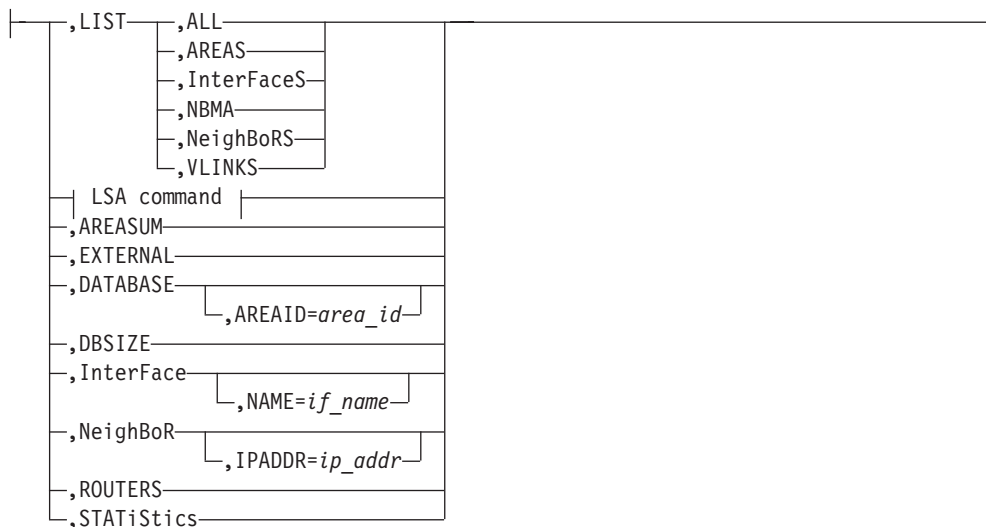 ,LIST ,ALL
,AREAS
,InterFaceS
,NBMA
,NeighBoRS
,VLINKS
LSA command
,AREASUM
,EXTERNAL
,DATABASE
,AREAID=area_id
,DBSIZE
,InterFace
,NAME=if_name
,NeighBoR
,IPADDR=ip_addr
,ROUTERS
,STATiStics